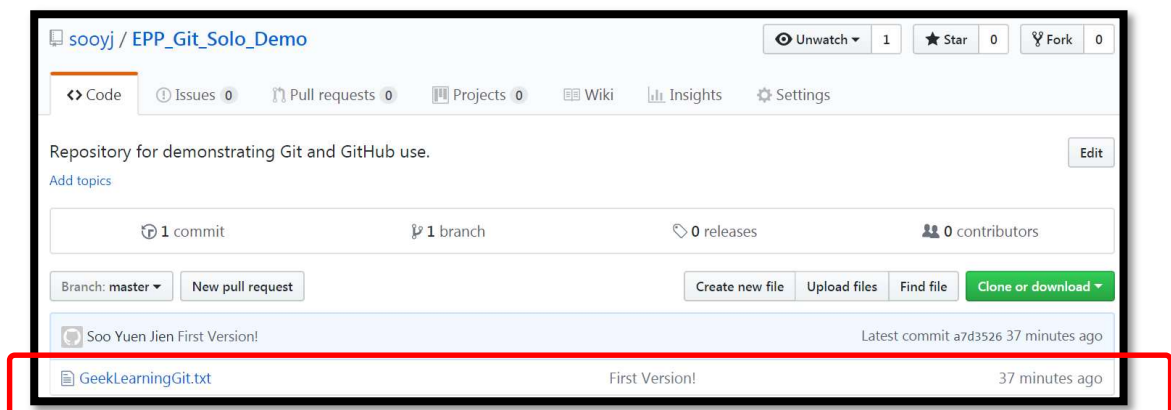 sooyj / EPP_Git_Solo_Demo
Unwatch 1 Star 0 Fork 0
Code Issues 0 Pull requests 0 Projects 0 Wiki Insights Settings
Repository for demonstrating Git and GitHub use.
Edit
Add topics
1 commit 1 branch 0 releases 0 contributors
Branch: master New pull request Create new file Upload files Find file Clone or download
Soo Yuen Jien First Version! Latest commit a7d3526 37 minutes ago
GeekLearningGit.txt First Version! 37 minutes ago